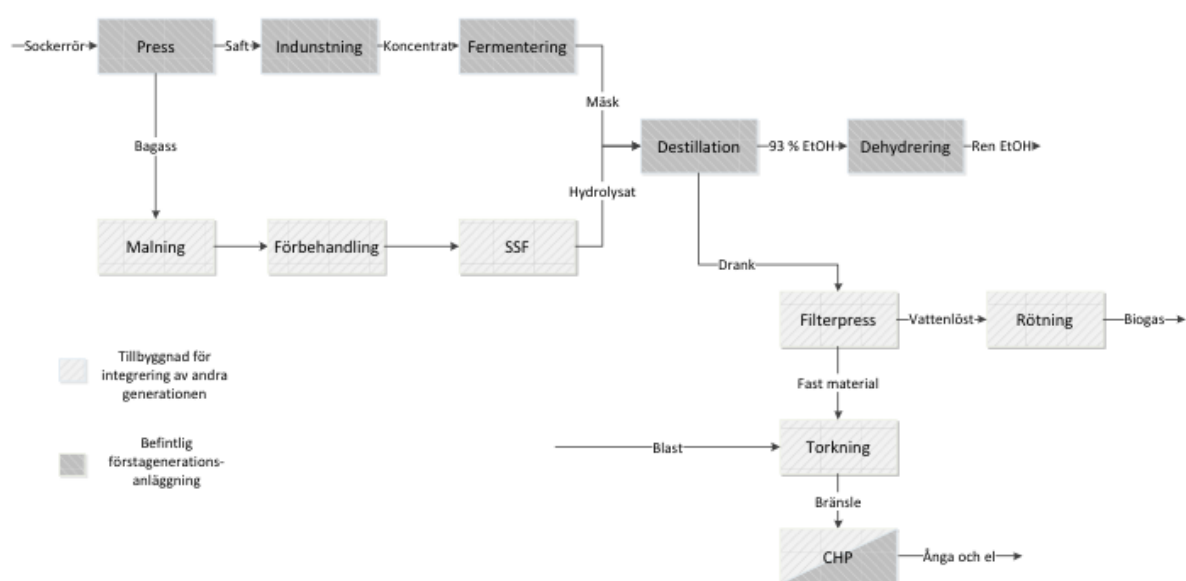 Sockerrör
Press
Saft
Indunstning
Koncentrat
Fermentering
Mäsk
Bagass
Destillation
93 % EtOH
Dehydrering
Ren EtOH
Hydrolysat
Malning
Förbehandling
SSF
Drank
Filterpress
Vattenlöst
Rötning
Biogas
Tillbyggnad för
integrering av andra
generationen
Fast material
Befintlig
förstagenerations-
anläggning
Blast
Torkning
Bränsle
CHP
Ånga och el